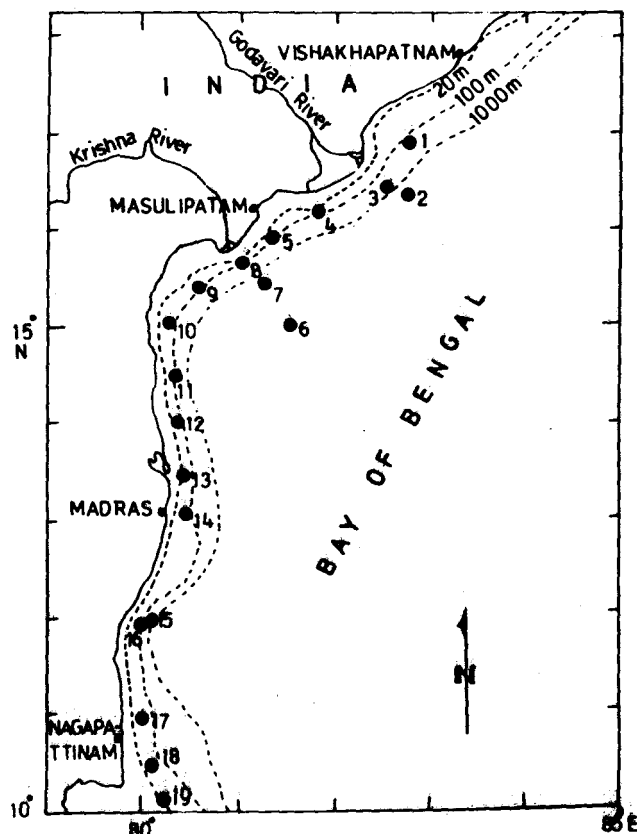 VISHAKHAPATNAM
Godavari River
I N D I A
20m
100m
1000m
Krishna River
1
MASULIPATAM
3
2
4
5
8
7
9
6
15°
N
10
11
12
BAY OF BENGAL
13
MADRAS
14
15
16
N
17
NAGAPA-
TTINAM
18
19
10°
80°
85 E